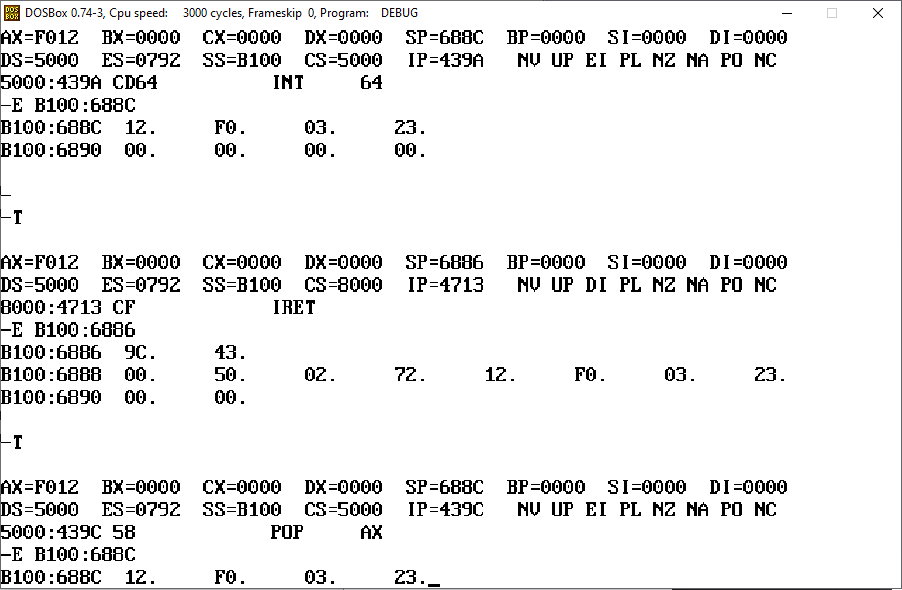 DOS BOX DOSBox 0.74-3, Cpu speed: 3000 cycles, Frameskip 0, Program: DEBUG
AX=F012 BX=0000 CX=0000 DX=0000 SP=688C BP=0000 SI=0000 DI=0000
DS=5000 ES=0792 SS=B100 CS=5000 IP=439A NV UP EI PL NZ NA PO NC
5000:439A CD64 INT 64
-E B100:688C
B100:688C 12. F0. 03. 23.
B100:6890 00. 00. 00. 00.
-
-T
AX=F012 BX=0000 CX=0000 DX=0000 SP=6886 BP=0000 SI=0000 DI=0000
DS=5000 ES=0792 SS=B100 CS=8000 IP=4713 NV UP DI PL NZ NA PO NC
8000:4713 CF IRET
-E B100:6886
B100:6886 9C. 43.
B100:6888 00. 50. 02. 72. 12. F0. 03. 23.
B100:6890 00. 00.
-T
AX=F012 BX=0000 CX=0000 DX=0000 SP=688C BP=0000 SI=0000 DI=0000
DS=5000 ES=0792 SS=B100 CS=5000 IP=439C NV UP EI PL NZ NA PO NC
5000:439C 58 POP AX
-E B100:688C
B100:688C 12. F0. 03. 23._